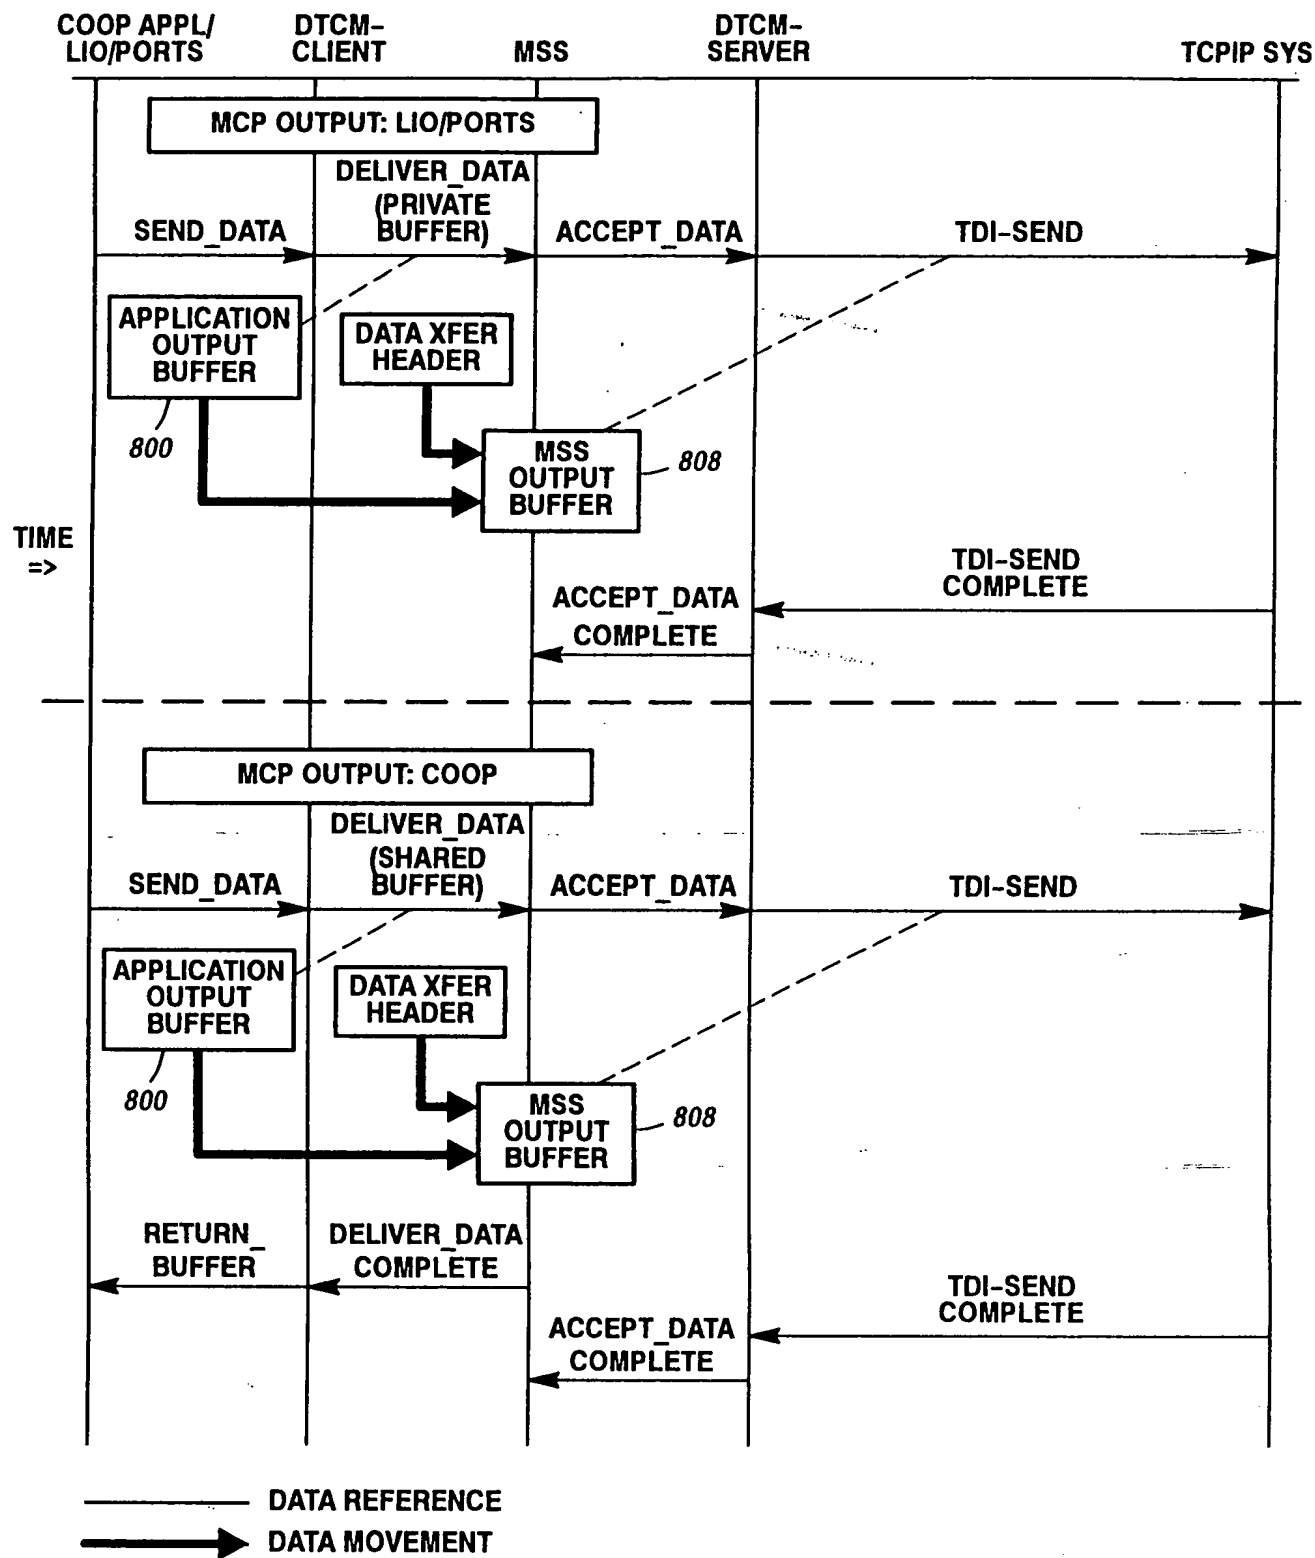 COOP APPL/
LIO/PORTS
DTCM-
CLIENT
MSS
DTCM-
SERVER
TCPIP SYS
MCP OUTPUT: LIO/PORTS
DELIVER_DATA
(PRIVATE
BUFFER)
SEND_DATA
ACCEPT_DATA
TDI-SEND
APPLICATION
OUTPUT
BUFFER
800
DATA XFER
HEADER
MSS
OUTPUT
BUFFER
808
TIME
=>
TDI-SEND
COMPLETE
ACCEPT_DATA
COMPLETE
MCP OUTPUT: COOP
DELIVER_DATA
(SHARED
BUFFER)
SEND_DATA
ACCEPT_DATA
TDI-SEND
APPLICATION
OUTPUT
BUFFER
800
DATA XFER
HEADER
MSS
OUTPUT
BUFFER
808
RETURN_
BUFFER
DELIVER_DATA
COMPLETE
TDI-SEND
COMPLETE
ACCEPT_DATA
COMPLETE
DATA REFERENCE
DATA MOVEMENT